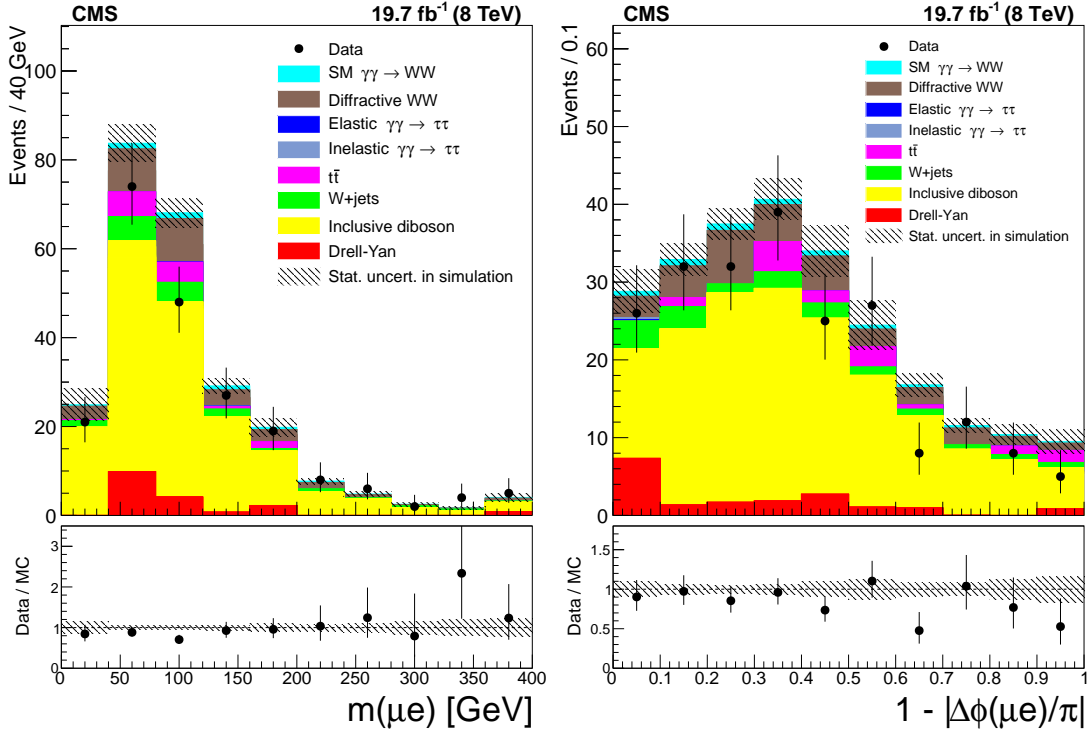 CMS 19.7 fb⁻¹ (8 TeV)
Events / 40 GeV
100
80
60
40
20
0
Data
SM γγ → WW
Diffractive WW
Elastic γγ → ττ
Inelastic γγ → ττ
tt̄
W+jets
Inclusive diboson
Drell-Yan
Stat. uncert. in simulation
Data / MC
3
2
1
0
0 50 100 150 200 250 300 350 400
m(μe) [GeV]
CMS 19.7 fb⁻¹ (8 TeV)
Events / 0.1
60
50
40
30
20
10
0
Data
SM γγ → WW
Diffractive WW
Elastic γγ → ττ
Inelastic γγ → ττ
tt̄
W+jets
Inclusive diboson
Drell-Yan
Stat. uncert. in simulation
Data / MC
1.5
1
0.5
0
0 0.1 0.2 0.3 0.4 0.5 0.6 0.7 0.8 0.9 1
1 - |Δϕ(μe)/π|